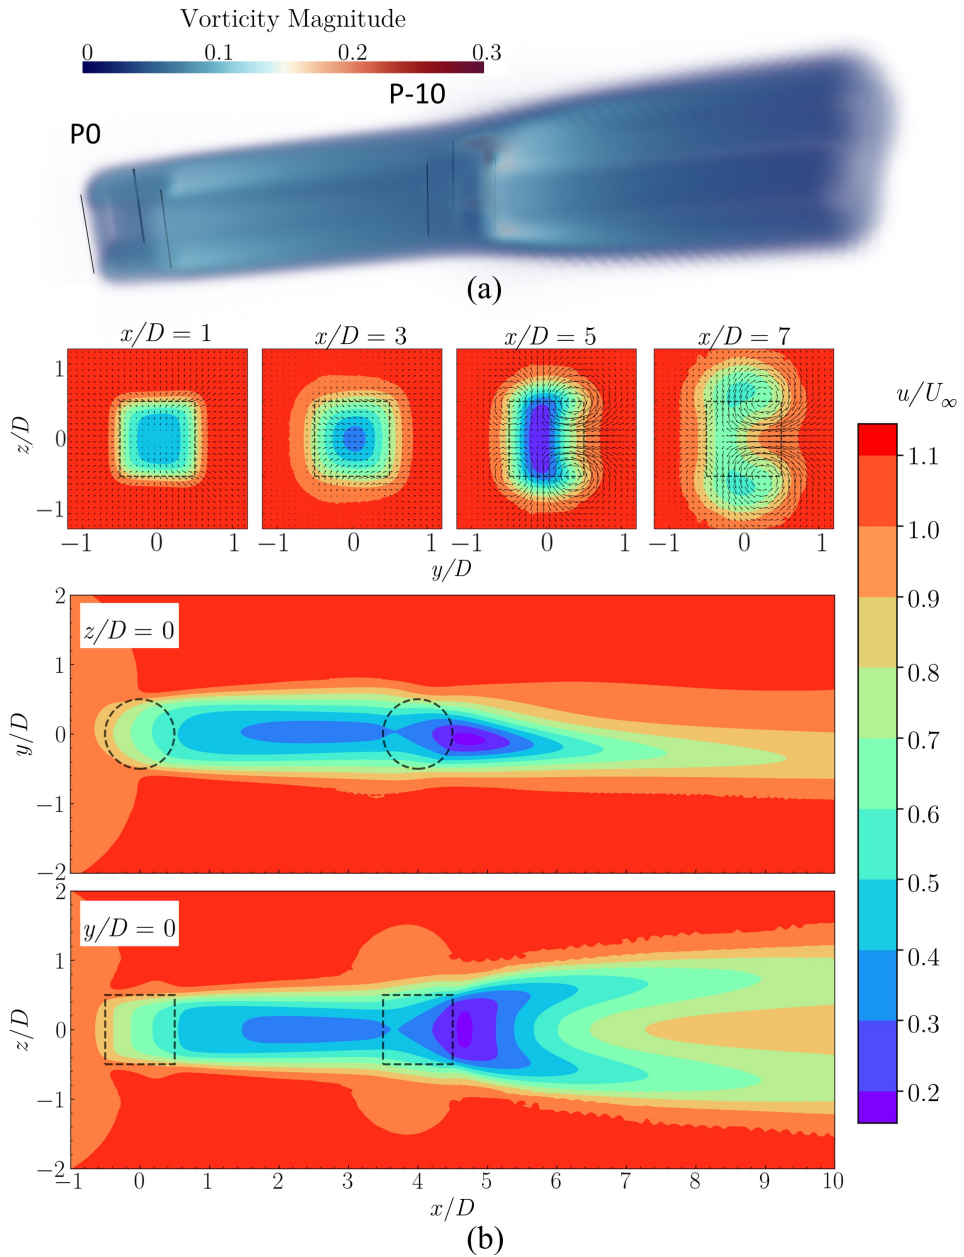 (a)
Vorticity Magnitude
0 0.1 0.2 0.3
P-10
P0
(a)
x/D = 1 x/D = 3 x/D = 5 x/D = 7
1
0
−1
z/D
−1 0 1 −1 0 1 −1 0 1 −1 0 1
y/D
u/U∞
1.1
1.0
0.9
0.8
0.7
0.6
0.5
0.4
0.3
0.2
2
1
0
−1
−2
y/D
z/D = 0
2
1
0
−1
−2
z/D
y/D = 0
−1 0 1 2 3 4 5 6 7 8 9 10
x/D
(b)